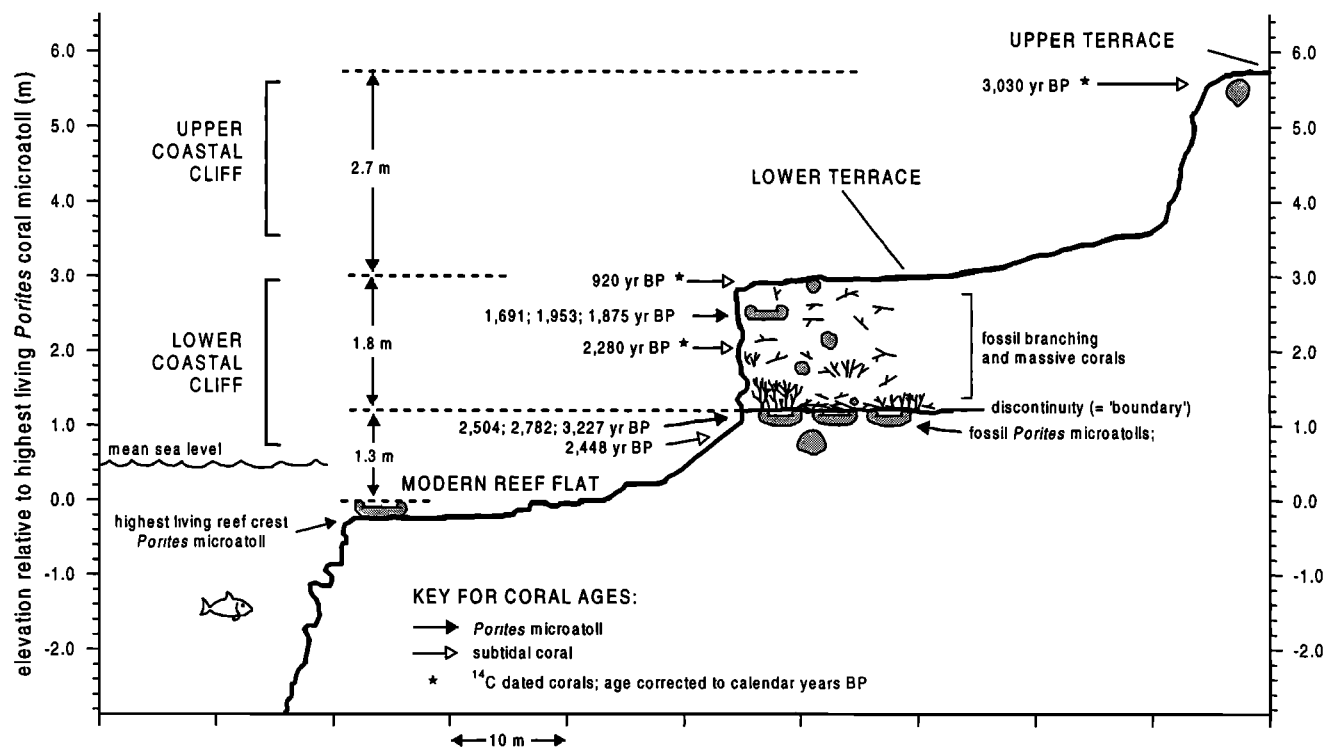 elevation relative to highest living Porites coral microatoll (m)
6.0
5.0
4.0
3.0
2.0
1.0
0.0
-1.0
-2.0
6.0
5.0
4.0
3.0
2.0
1.0
0.0
-1.0
-2.0
UPPER TERRACE
3,030 yr BP *
UPPER
COASTAL
CLIFF
2.7 m
LOWER TERRACE
920 yr BP *
1,691; 1,953; 1,875 yr BP
2,280 yr BP *
LOWER
COASTAL
CLIFF
1.8 m
fossil branching
and massive corals
discontinuity (= 'boundary')
fossil Porites microatolls;
2,504; 2,782; 3,227 yr BP
2,448 yr BP
mean sea level
1.3 m
MODERN REEF FLAT
highest living reef crest
Porites microatoll
KEY FOR CORAL AGES:
Porites microatoll
subtidal coral
* 14C dated corals; age corrected to calendar years BP
10 m